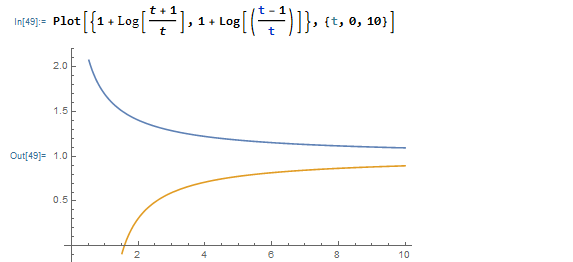 In[49]:= Plot[{1 + Log[(t + 1)/t], 1 + Log[((t - 1)/t)]}, {t, 0, 10}]
2.0
1.5
Out[49]= 1.0
0.5
2 4 6 8 10